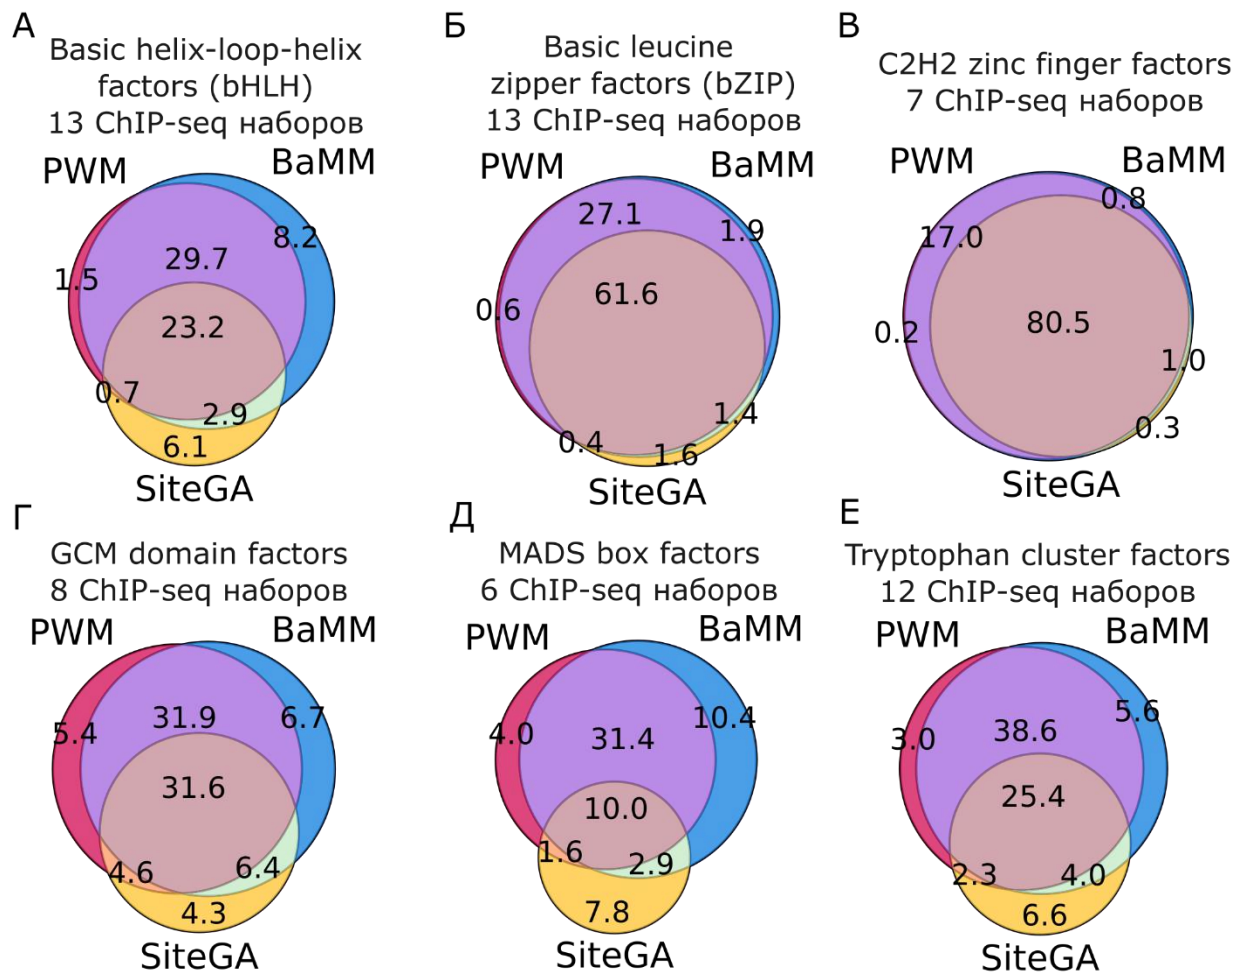 А
Basic helix-loop-helix
factors (bHLH)
13 ChIP-seq наборов
PWM
BaMM
8.2
29.7
1.5
23.2
0.7
2.9
6.1
SiteGA
Б
Basic leucine
zipper factors (bZIP)
13 ChIP-seq наборов
PWM
BaMM
27.1
1.9
61.6
0.6
1.4
0.4
1.6
SiteGA
В
C2H2 zinc finger factors
7 ChIP-seq наборов
PWM
BaMM
0.8
17.0
80.5
0.2
1.0
0.3
SiteGA
Г
GCM domain factors
8 ChIP-seq наборов
PWM
BaMM
31.9
6.7
5.4
31.6
4.6
6.4
4.3
SiteGA
Д
MADS box factors
6 ChIP-seq наборов
PWM
BaMM
10.4
4.0
31.4
10.0
1.6
2.9
7.8
SiteGA
Е
Tryptophan cluster factors
12 ChIP-seq наборов
PWM
BaMM
5.6
38.6
3.0
25.4
2.3
4.0
6.6
SiteGA